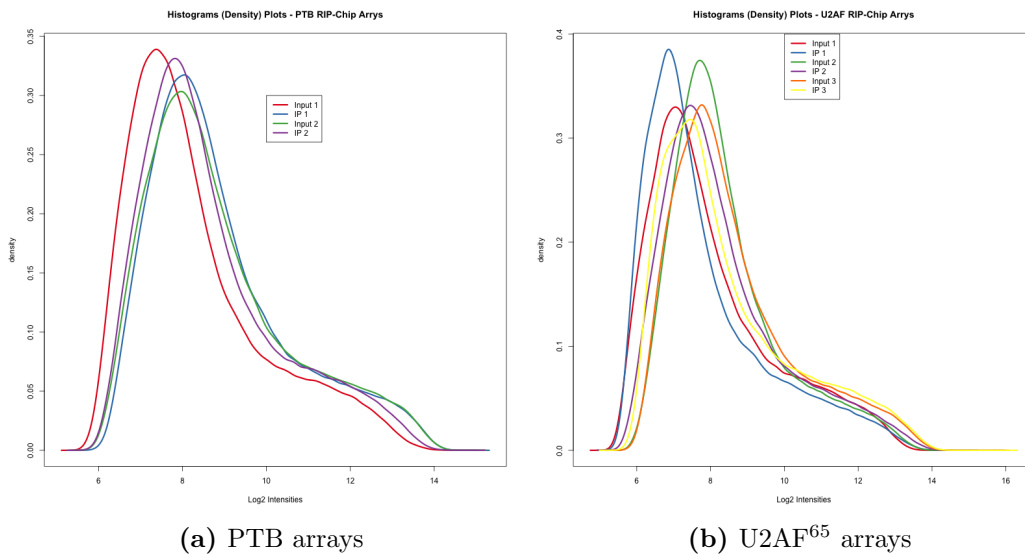 Histograms (Density) Plots - PTB RIP-Chip Arrys
density
0.00
0.05
0.10
0.15
0.20
0.25
0.30
0.35
Input 1
IP 1
Input 2
IP 2
6 8 10 12 14
Log2 Intensities
(a) PTB arrays
Histograms (Density) Plots - U2AF RIP-Chip Arrys
density
0.0
0.1
0.2
0.3
0.4
Input 1
IP 1
Input 2
IP 2
Input 3
IP 3
6 8 10 12 14 16
Log2 Intensities
(b) U2AF⁶⁵ arrays